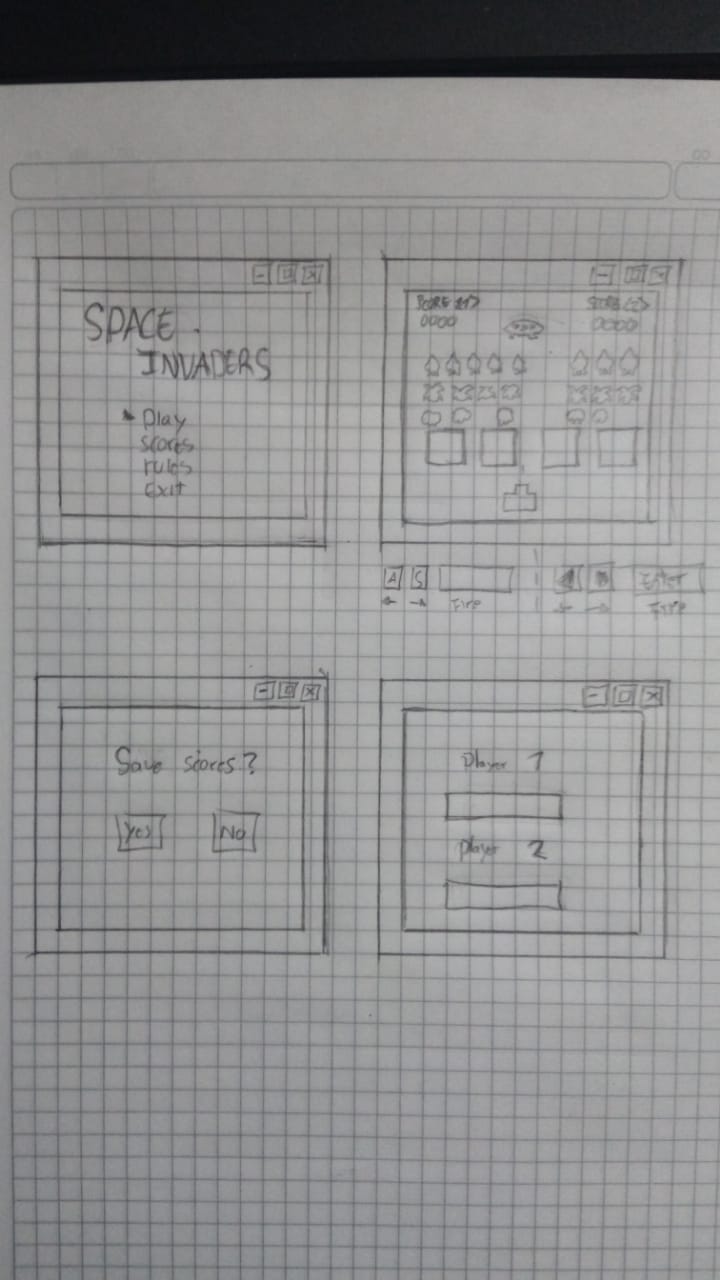 SPACE
INVADERS
Play
scores
rules
Exit
SCORE <1> SCORE <2>
0000 0000
A S Enter
Fire Fire
Save scores?
Yes No
Player 1
player 2